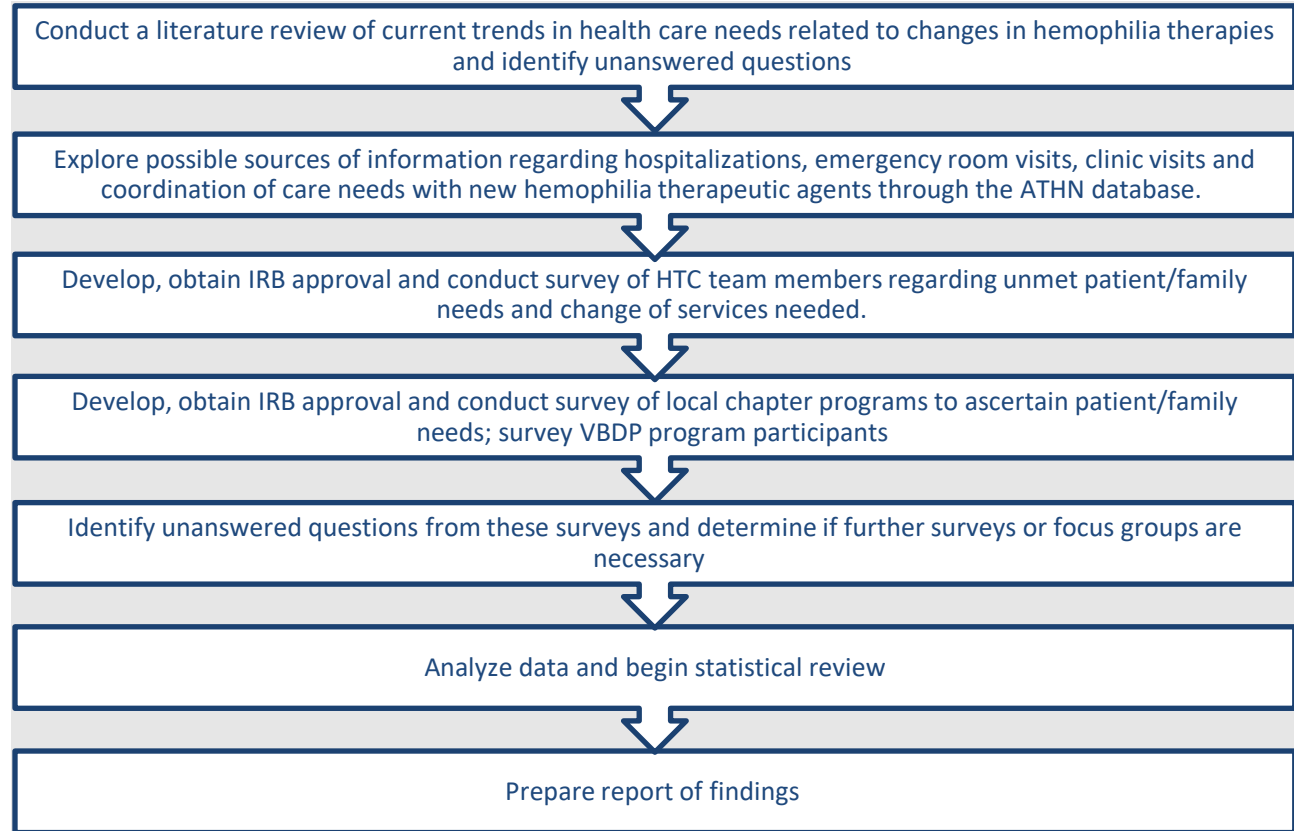 Conduct a literature review of current trends in health care needs related to changes in hemophilia therapies
and identify unanswered questions
Explore possible sources of information regarding hospitalizations, emergency room visits, clinic visits and
coordination of care needs with new hemophilia therapeutic agents through the ATHN database.
Develop, obtain IRB approval and conduct survey of HTC team members regarding unmet patient/family
needs and change of services needed.
Develop, obtain IRB approval and conduct survey of local chapter programs to ascertain patient/family
needs; survey VBDP program participants
Identify unanswered questions from these surveys and determine if further surveys or focus groups are
necessary
Analyze data and begin statistical review
Prepare report of findings